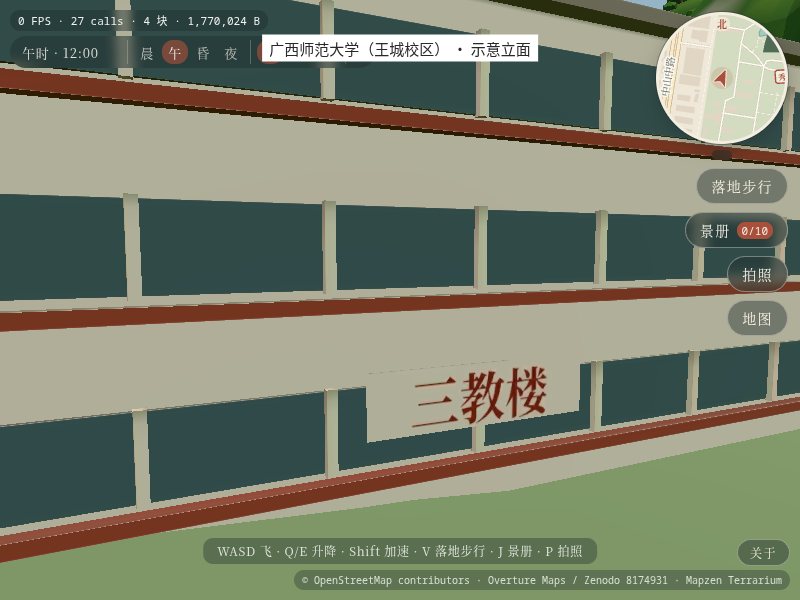 0 FPS · 27 calls · 4 块 · 1,770,024 B
午时 · 12:00 晨 午 昏 夜
广西师范大学（王城校区） · 示意立面
北
中山中路
秀
落地步行
景册 0/10
拍照
地图
三教楼
WASD 飞 · Q/E 升降 · Shift 加速 · V 落地步行 · J 景册 · P 拍照
关于
© OpenStreetMap contributors · Overture Maps / Zenodo 8174931 · Mapzen Terrarium